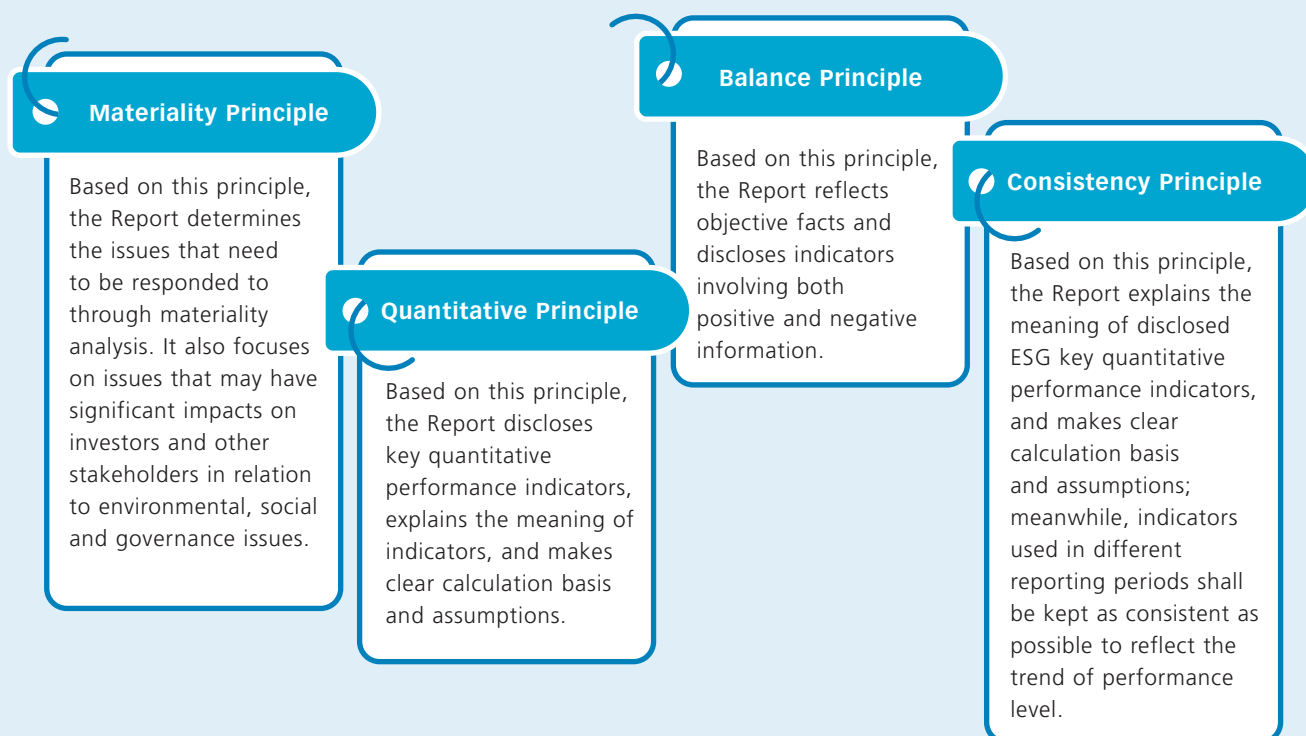 Materiality Principle
Based on this principle,
the Report determines
the issues that need
to be responded to
through materiality
analysis. It also focuses
on issues that may have
significant impacts on
investors and other
stakeholders in relation
to environmental, social
and governance issues.
Quantitative Principle
Based on this principle,
the Report discloses
key quantitative
performance indicators,
explains the meaning of
indicators, and makes
clear calculation basis
and assumptions.
Balance Principle
Based on this principle,
the Report reflects
objective facts and
discloses indicators
involving both
positive and negative
information.
Consistency Principle
Based on this principle,
the Report explains the
meaning of disclosed
ESG key quantitative
performance indicators,
and makes clear
calculation basis
and assumptions;
meanwhile, indicators
used in different
reporting periods shall
be kept as consistent as
possible to reflect the
trend of performance
level.